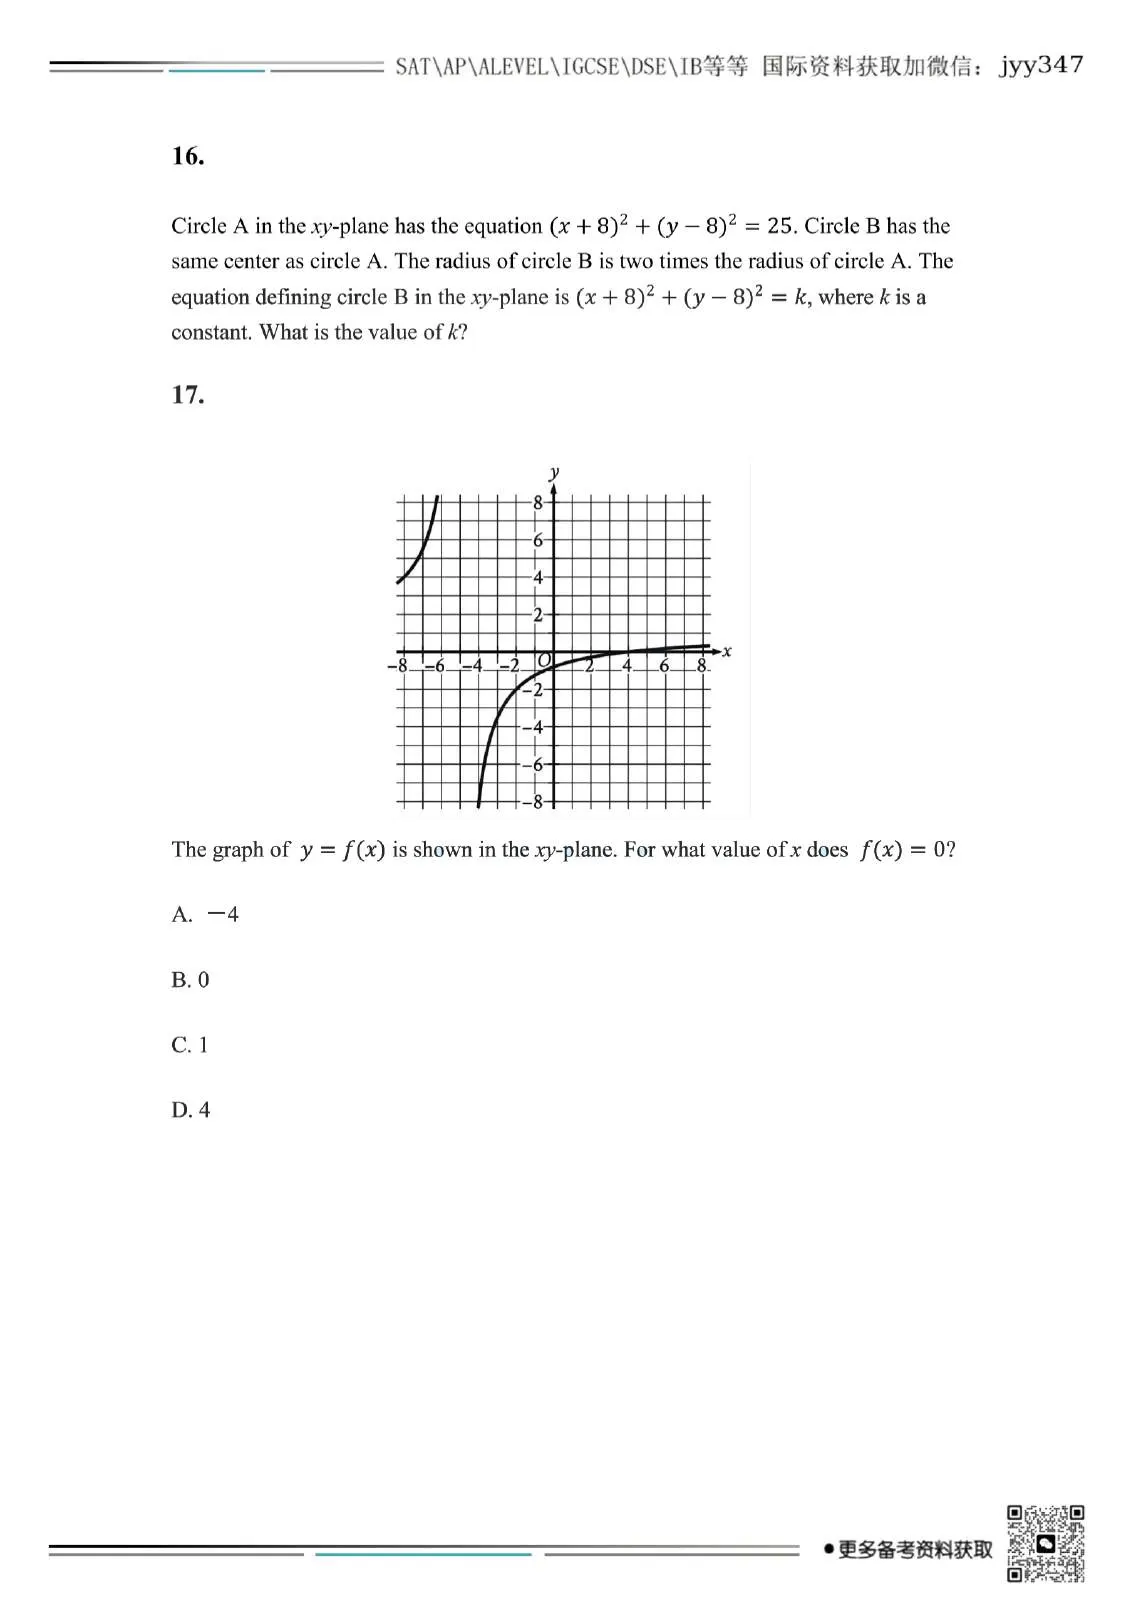 SAT\AP\ALEVEL\IGCSE\DSE\IB等等 国际资料获取加微信：jyy347
16.
Circle A in the xy-plane has the equation (x + 8)² + (y − 8)² = 25. Circle B has the
same center as circle A. The radius of circle B is two times the radius of circle A. The
equation defining circle B in the xy-plane is (x + 8)² + (y − 8)² = k, where k is a
constant. What is the value of k?
17.
y
8
6
4
2
−8 −6 −4 −2 O 2 4 6 8 x
−2
−4
−6
−8
The graph of y = f(x) is shown in the xy-plane. For what value of x does f(x) = 0?
A. −4
B. 0
C. 1
D. 4
●更多备考资料获取